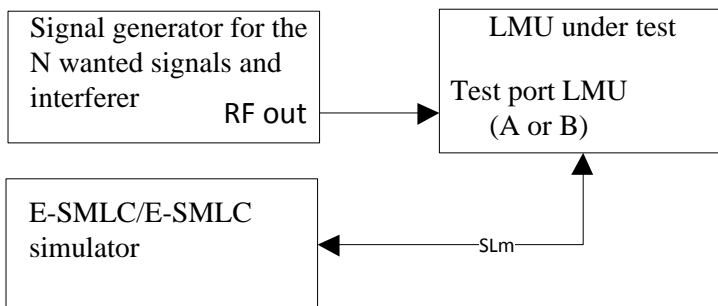 Signal generator for the
N wanted signals and
interferer
RF out
LMU under test
Test port LMU
(A or B)
E-SMLC/E-SMLC
simulator
SLm